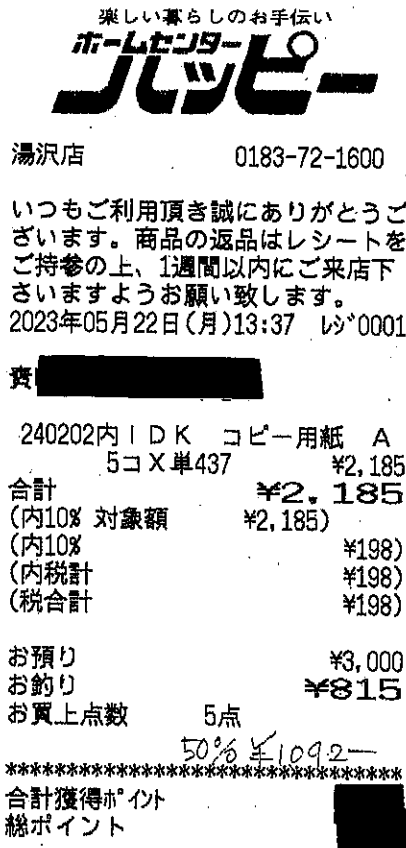 楽しい暮らしのお手伝い
ホームセンター
ハッピー
湯沢店 0183-72-1600
いつもご利用頂き誠にありがとうご
ざいます。商品の返品はレシートを
ご持参の上、1週間以内にご来店下
さいますようお願い致します。
2023年05月22日(月)13:37 ﾚｼﾞ0001
責
240202内IDK コピー用紙 A
5コX単437 ¥2,185
合計 ¥2,185
(内10% 対象額 ¥2,185)
(内10% ¥198)
(内税計 ¥198)
(税合計 ¥198)
お預り ¥3,000
お釣り ¥815
お買上点数 5点
50% ¥1092-
**********************************
合計獲得ﾎﾟｲﾝﾄ
総ポイント